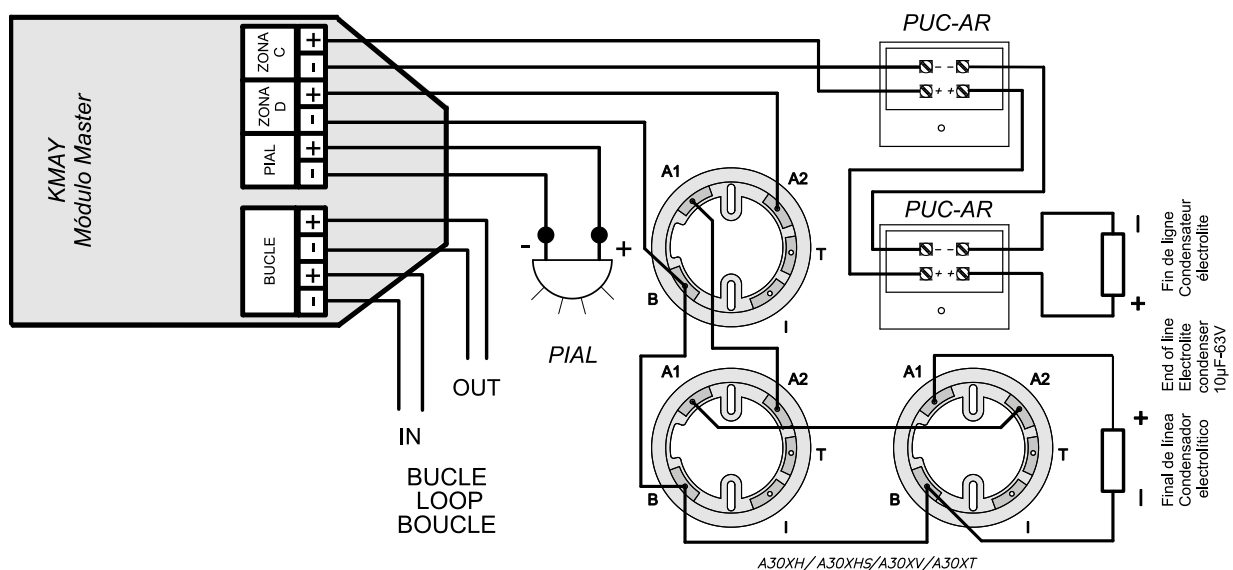 KMAY
Módulo Master
ZONA
C
+
-
ZONA
D
+
-
PIAL
+
-
BUCLE
+
-
+
-
IN
OUT
BUCLE
LOOP
BOUCLE
-
+
PIAL
A1
A2
B
T
I
A1
A2
B
T
I
A1
A2
B
T
I
A30XH/ A30XHS/A30XV/A30XT
PUC-AR
- -
+ +
PUC-AR
- -
+ +
-
+
Fin de ligne
Condensateur
électrolite
End of line
Electrolite
condenser
10µF-63V
+
-
Final de línea
Condensador
electrolítico